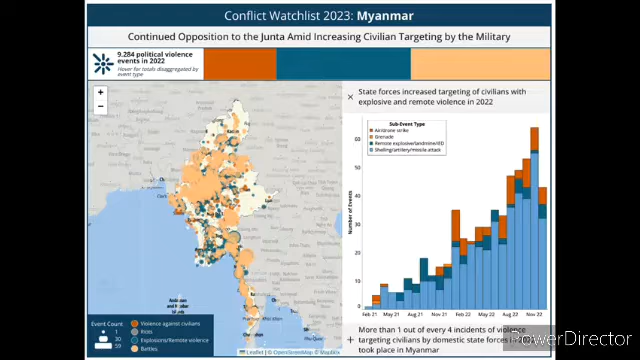 Conflict Watchlist 2023: Myanmar
Continued Opposition to the Junta Amid Increasing Civilian Targeting by the Military
9.284 political violence
events in 2022
Hover for totals disaggregated by
event type
+
−
State forces increased targeting of civilians with
explosive and remote violence in 2022
Sub-Event Type
Air/drone strike
Grenade
Remote explosive/landmine/IED
Shelling/artillery/missile attack
Number of Events
60
50
40
30
20
10
0
Feb 21
May 21
Aug 21
Nov 21
Feb 22
May 22
Aug 22
Nov 22
Andaman
and Nicobar
Islands
Event Count
1
30
59
Violence against civilians
Riots
Explosions/Remote violence
Battles
Leaflet | © OpenStreetMap © Mapbox
More than 1 out of every 4 incidents of violence
targeting civilians by domestic state forces
took place in Myanmar
PowerDirector